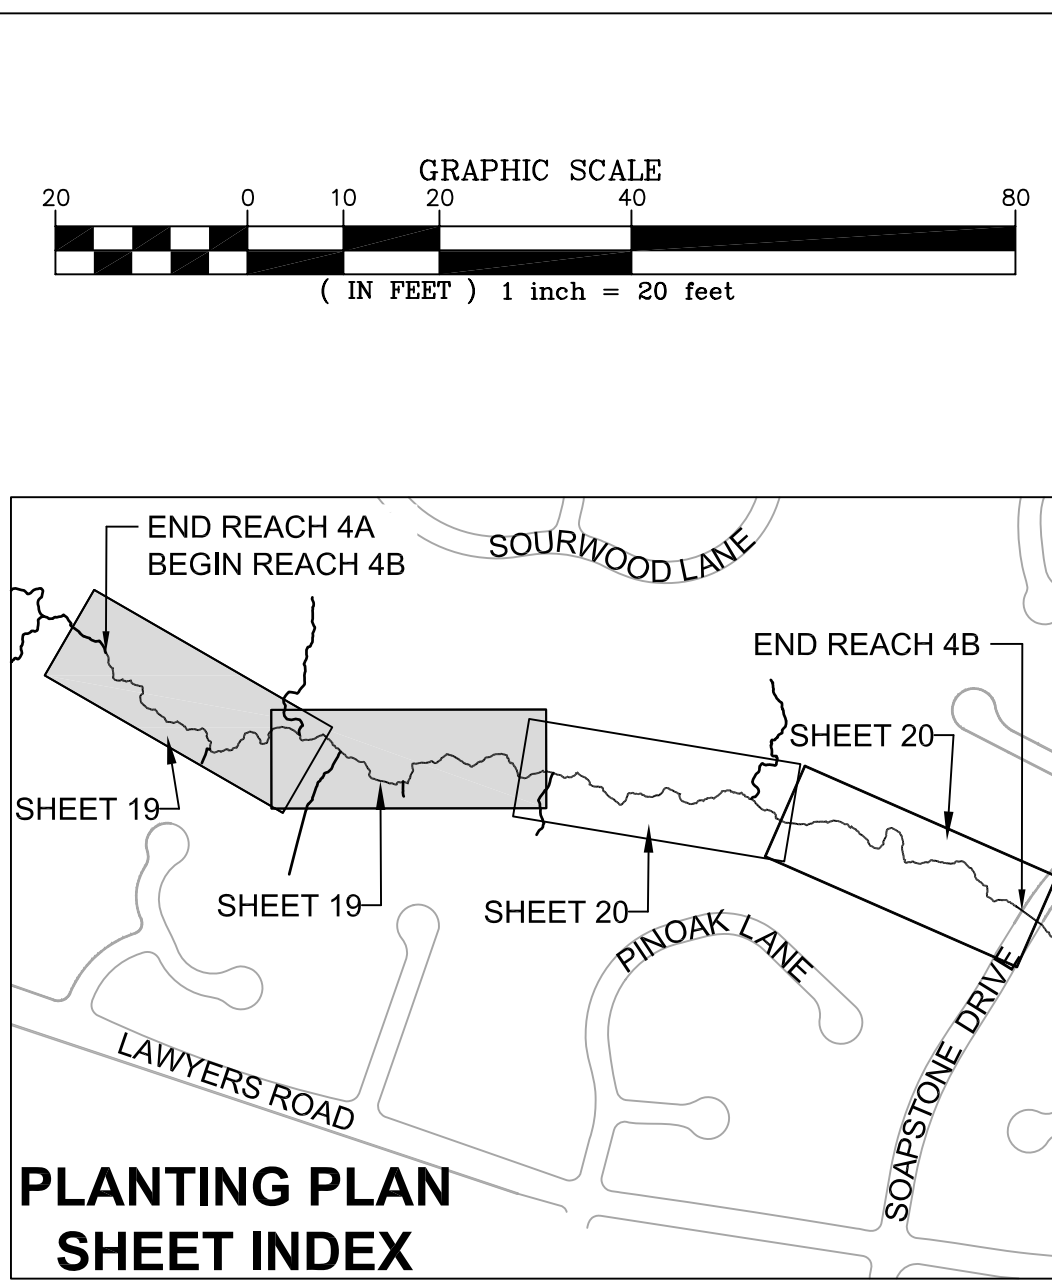 GRAPHIC SCALE
20 0 10 20 40 80
( IN FEET ) 1 inch = 20 feet
END REACH 4A
BEGIN REACH 4B
SOURWOOD LANE
END REACH 4B
SHEET 20
SHEET 19
SHEET 19
SHEET 20
PINOAK LANE
SOAPSTONE DRIVE
LAWYERS ROAD
PLANTING PLAN
SHEET INDEX